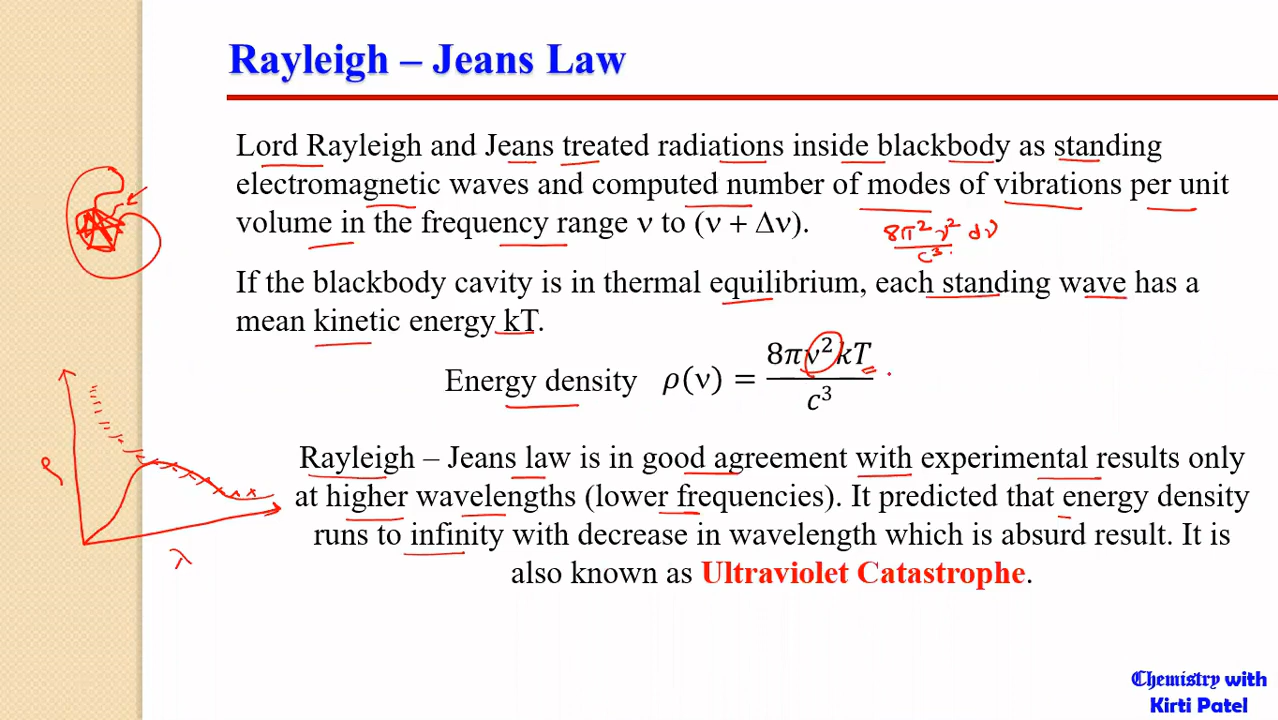 Rayleigh – Jeans Law
Lord Rayleigh and Jeans treated radiations inside blackbody as standing
electromagnetic waves and computed number of modes of vibrations per unit
volume in the frequency range ν to (ν + Δν).
8π² ν² dν
c³
If the blackbody cavity is in thermal equilibrium, each standing wave has a
mean kinetic energy kT.
Energy density ρ(ν) = 8πν²kT / c³
ρ
λ
Rayleigh – Jeans law is in good agreement with experimental results only
at higher wavelengths (lower frequencies). It predicted that energy density
runs to infinity with decrease in wavelength which is absurd result. It is
also known as Ultraviolet Catastrophe.
Chemistry with
Kirti Patel